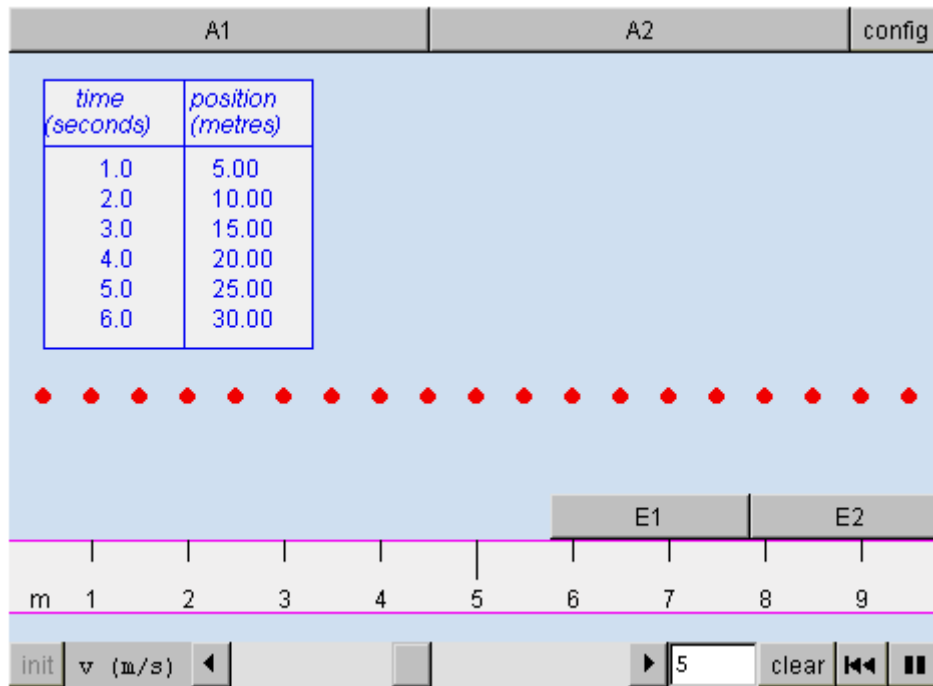 A1 A2 config
time position
(seconds) (metres)
1.0 5.00
2.0 10.00
3.0 15.00
4.0 20.00
5.0 25.00
6.0 30.00
E1 E2
m 1 2 3 4 5 6 7 8 9
init v (m/s) 5 clear